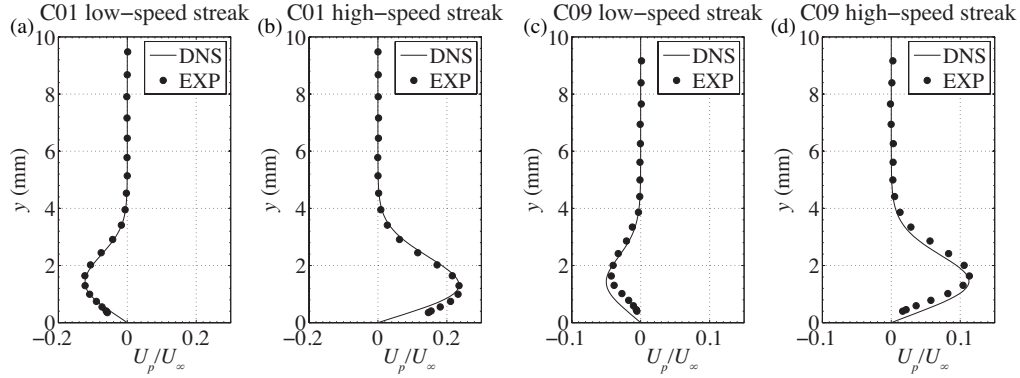 C01 low−speed streak
(a)
10
8
6
4
2
0
y (mm)
DNS
EXP
−0.2
0
0.2
U_p/U_∞
C01 high−speed streak
(b)
10
8
6
4
2
0
y (mm)
DNS
EXP
−0.2
0
0.2
U_p/U_∞
C09 low−speed streak
(c)
10
8
6
4
2
0
y (mm)
DNS
EXP
−0.1
0
0.1
U_p/U_∞
C09 high−speed streak
(d)
10
8
6
4
2
0
y (mm)
DNS
EXP
−0.1
0
0.1
U_p/U_∞